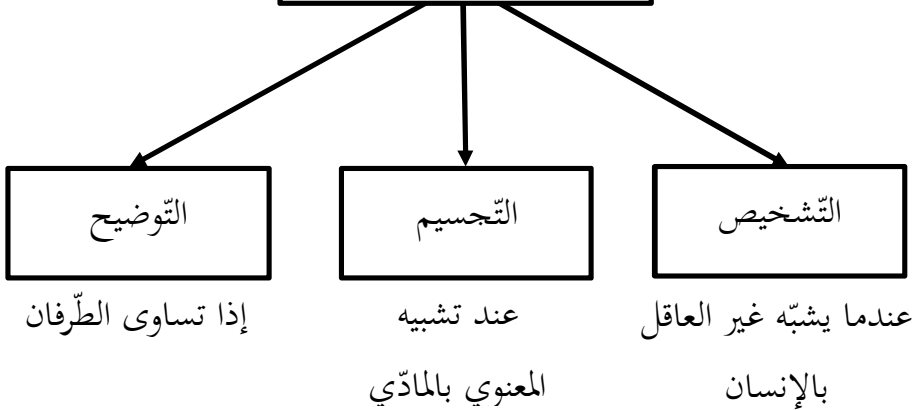 التّشخيص
عندما يشبّه غير العاقل
بالإنسان
التّجسيم
عند تشبيه
المعنوي بالمادّي
التّوضيح
إذا تساوى الطّرفان